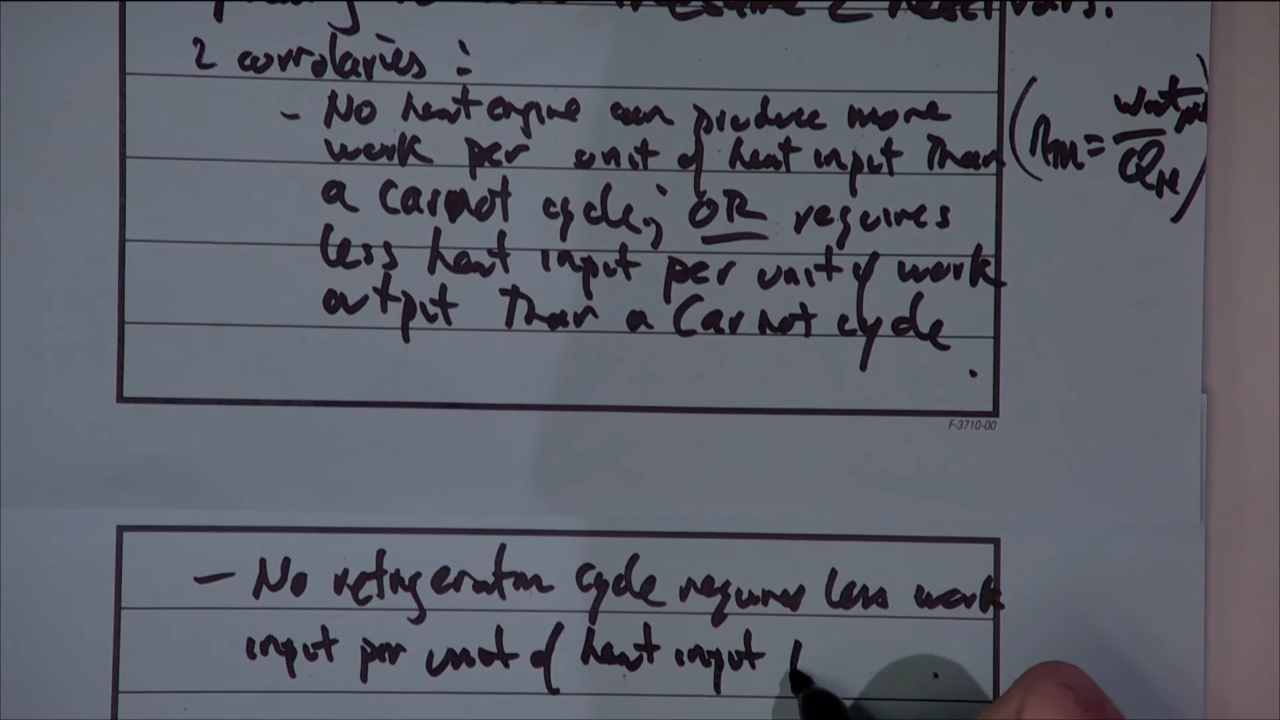 2 corrolaries :
- No heat engine can produce more
work per unit of heat input Than
a Carnot cycle; OR requires
less heat input per unit of work
output Than a Carnot cycle.
F-3710-00
- No refrigerator cycle requires less work
input per unit of heat input